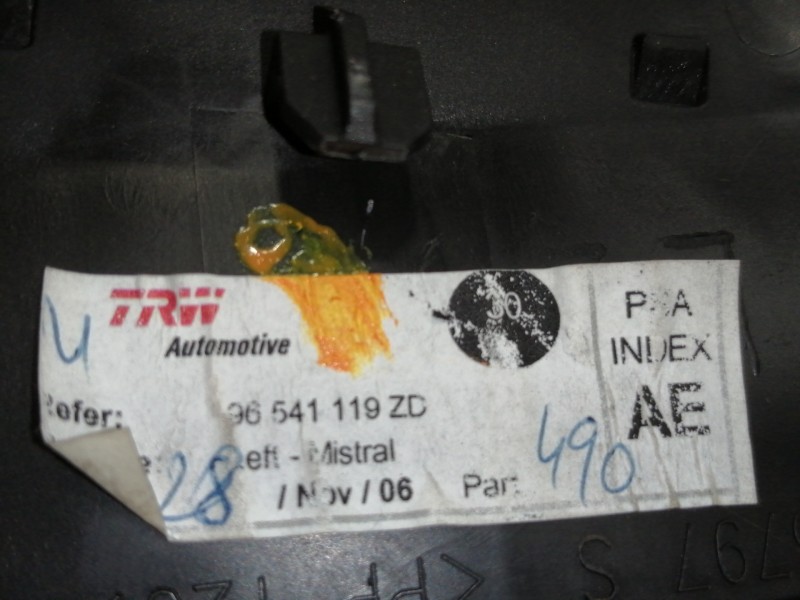 TRW
Automotive
30
PSA
INDEX
AE
Refer: 96 541 119 ZD
Left - Mistral
28 / Nov / 06
490